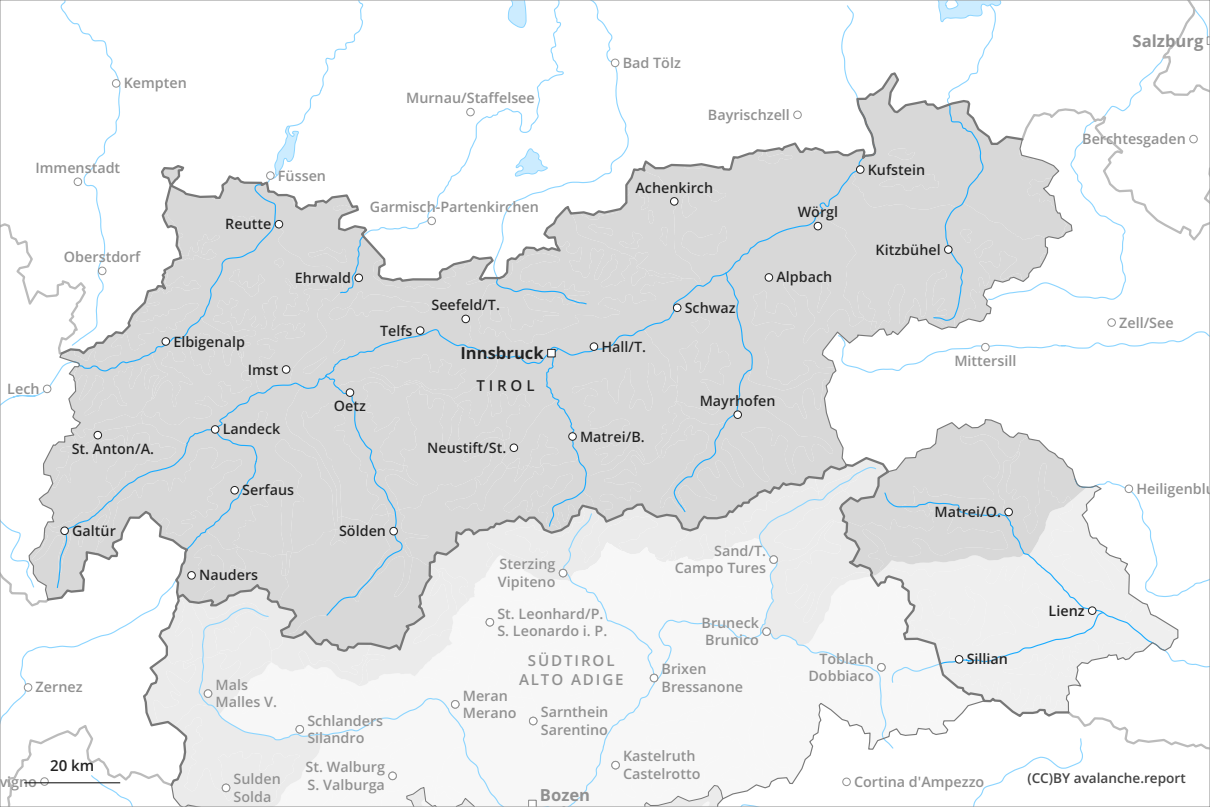 Salzburg
Bad Tölz
Kempten
Murnau/Staffelsee
Bayrischzell
Berchtesgaden
Immenstadt
Füssen
Kufstein
Achenkirch
Garmisch-Partenkirchen
Wörgl
Reutte
Kitzbühel
Oberstdorf
Ehrwald
Alpbach
Seefeld/T.
Schwaz
Telfs
Zell/See
Elbigenalp
Innsbruck
Hall/T.
Mittersill
Imst
TIROL
Lech
Oetz
Mayrhofen
Landeck
Matrei/B.
St. Anton/A.
Neustift/St.
Serfaus
Heiligenblu
Matrei/O.
Galtür
Sölden
Sand/T.
Campo Tures
Sterzing
Vipiteno
Nauders
Lienz
St. Leonhard/P.
S. Leonardo i. P.
Bruneck
Brunico
SÜDTIROL
ALTO ADIGE
Toblach
Dobbiaco
Sillian
Brixen
Bressanone
Zernez
Mals
Malles V.
Meran
Merano
Sarnthein
Sarentino
Schlanders
Silandro
Kastelruth
Castelrotto
20 km
St. Walburg
S. Valburga
vigno
Sulden
Solda
Cortina d'Ampezzo
(CC)BY avalanche.report
Bozen